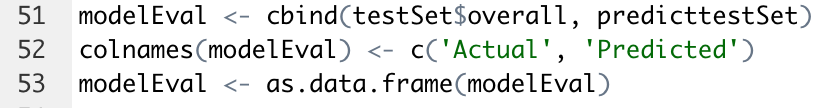 51 modelEval <- cbind(testSet$overall, predicttestSet)
52 colnames(modelEval) <- c('Actual', 'Predicted')
53 modelEval <- as.data.frame(modelEval)